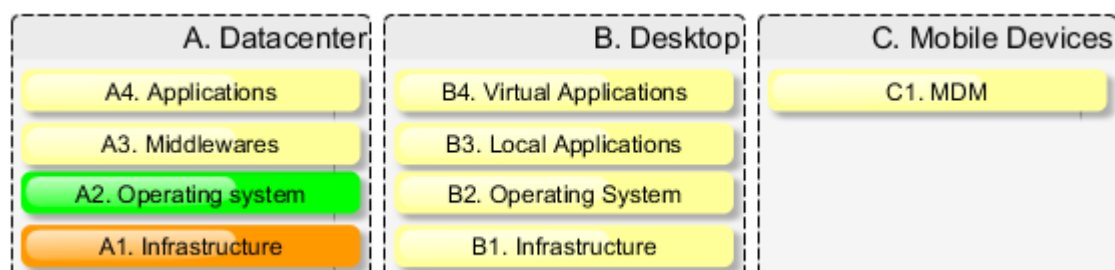 A. Datacenter
A4. Applications
A3. Middlewares
A2. Operating system
A1. Infrastructure
B. Desktop
B4. Virtual Applications
B3. Local Applications
B2. Operating System
B1. Infrastructure
C. Mobile Devices
C1. MDM